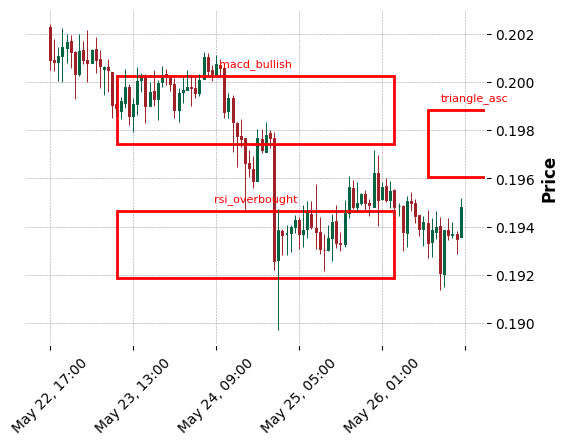 macd_bullish
triangle_asc
rsi_overbought
0.202
0.200
0.198
0.196
0.194
0.192
0.190
Price
May 22, 17:00
May 23, 13:00
May 24, 09:00
May 25, 05:00
May 26, 01:00